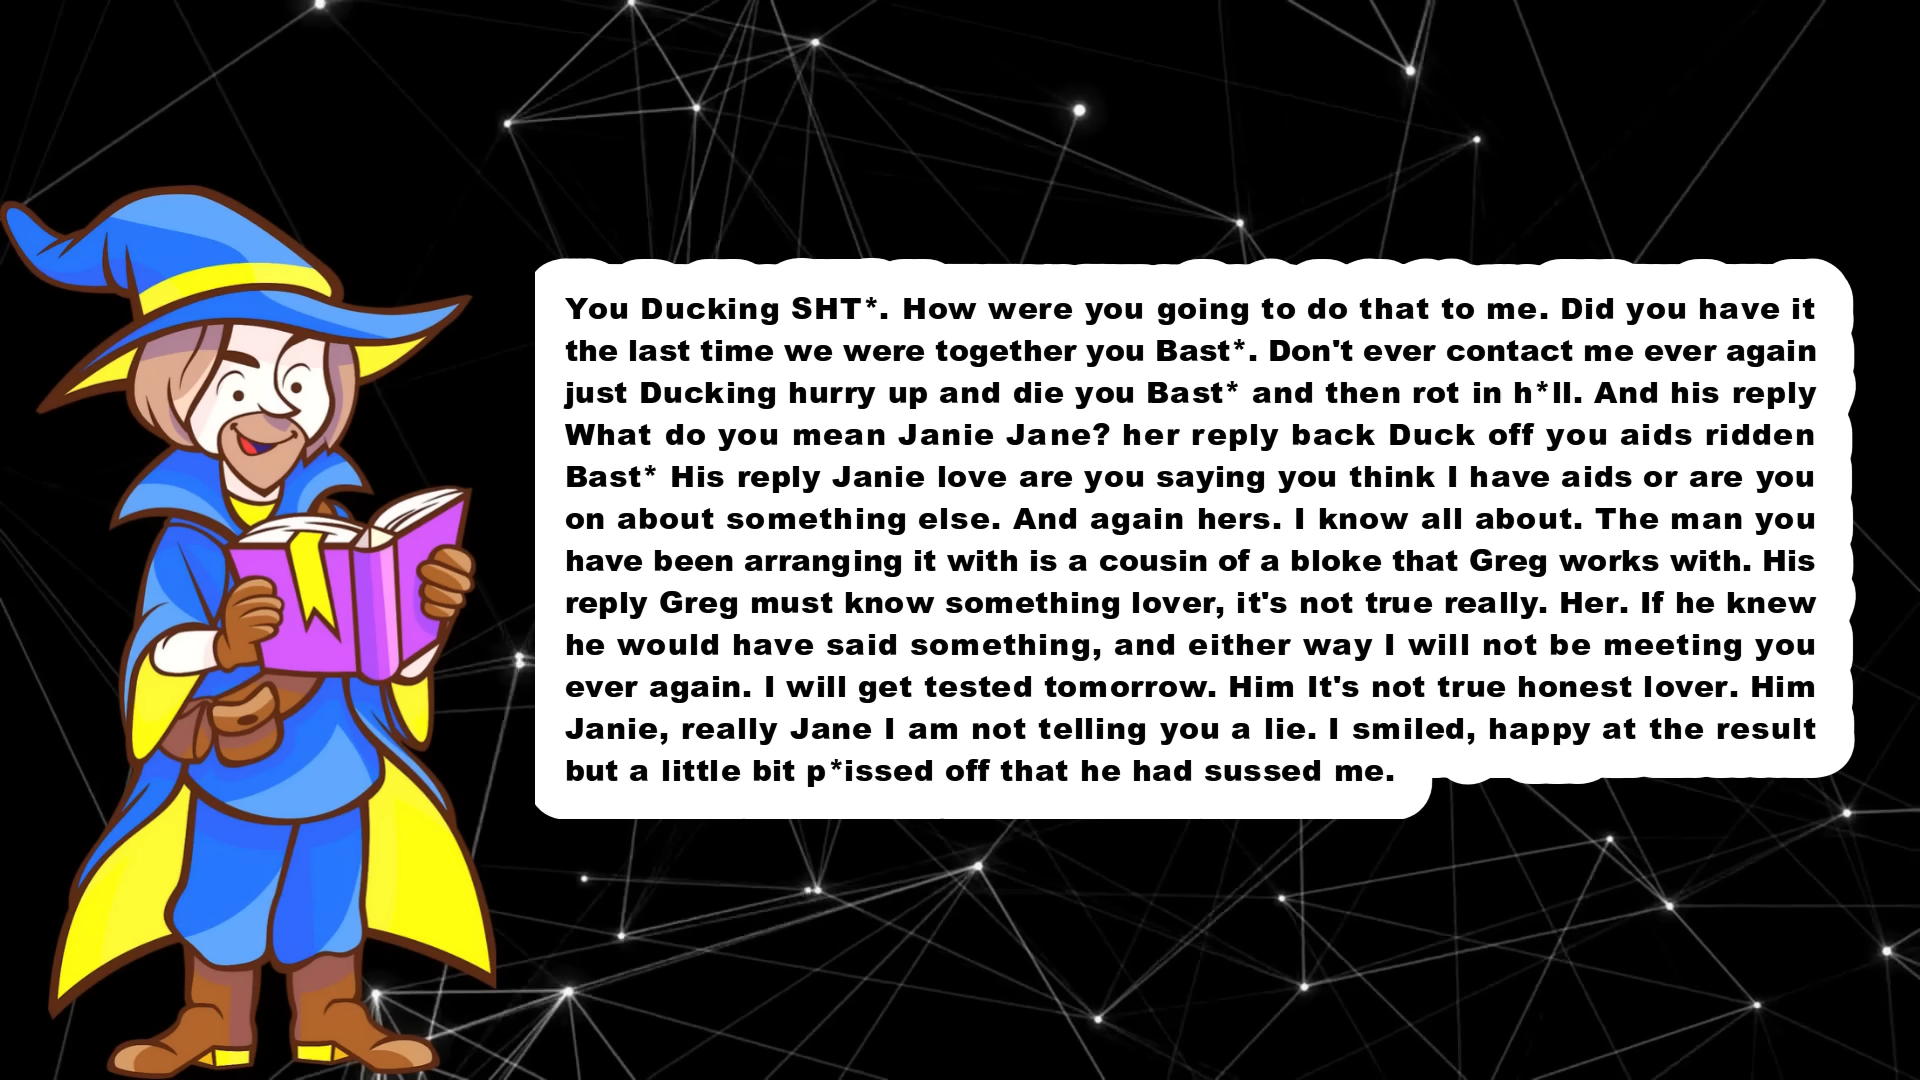 You Ducking SHT*. How were you going to do that to me. Did you have it
the last time we were together you Bast*. Don't ever contact me ever again
just Ducking hurry up and die you Bast* and then rot in h*ll. And his reply
What do you mean Janie Jane? her reply back Duck off you aids ridden
Bast* His reply Janie love are you saying you think I have aids or are you
on about something else. And again hers. I know all about. The man you
have been arranging it with is a cousin of a bloke that Greg works with. His
reply Greg must know something lover, it's not true really. Her. If he knew
he would have said something, and either way I will not be meeting you
ever again. I will get tested tomorrow. Him It's not true honest lover. Him
Janie, really Jane I am not telling you a lie. I smiled, happy at the result
but a little bit p*issed off that he had sussed me.